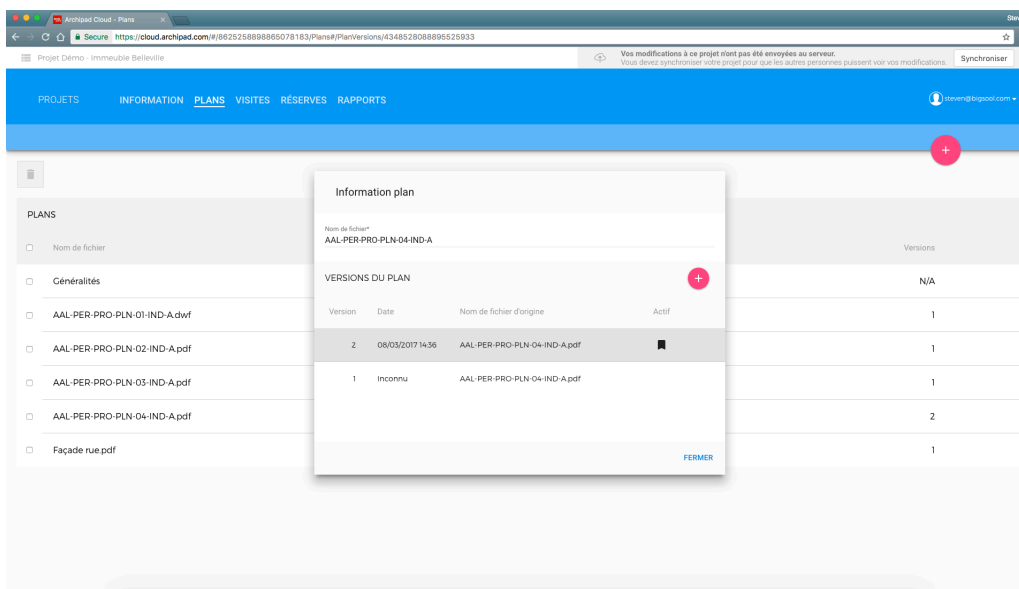 Archipad Cloud - Plans
Stev
Secure https://cloud.archipad.com/#/8625258898865078183/Plans#/PlanVersions/4348528088895525933
Projet Démo - Immeuble Belleville
Vos modifications à ce projet n'ont pas été envoyées au serveur.
Vous devez synchroniser votre projet pour que les autres personnes puissent voir vos modifications.
Synchroniser
PROJETS INFORMATION PLANS VISITES RÉSERVES RAPPORTS
steven@bigsool.com
Information plan
Nom de fichier*
AAL-PER-PRO-PLN-04-IND-A
VERSIONS DU PLAN
Version Date Nom de fichier d'origine Actif
2 08/03/2017 14:36 AAL-PER-PRO-PLN-04-IND-A.pdf
1 Inconnu AAL-PER-PRO-PLN-04-IND-A.pdf
FERMER
PLANS
Nom de fichier Versions
Généralités N/A
AAL-PER-PRO-PLN-01-IND-A.dwf 1
AAL-PER-PRO-PLN-02-IND-A.pdf 1
AAL-PER-PRO-PLN-03-IND-A.pdf 1
AAL-PER-PRO-PLN-04-IND-A.pdf 2
Façade rue.pdf 1